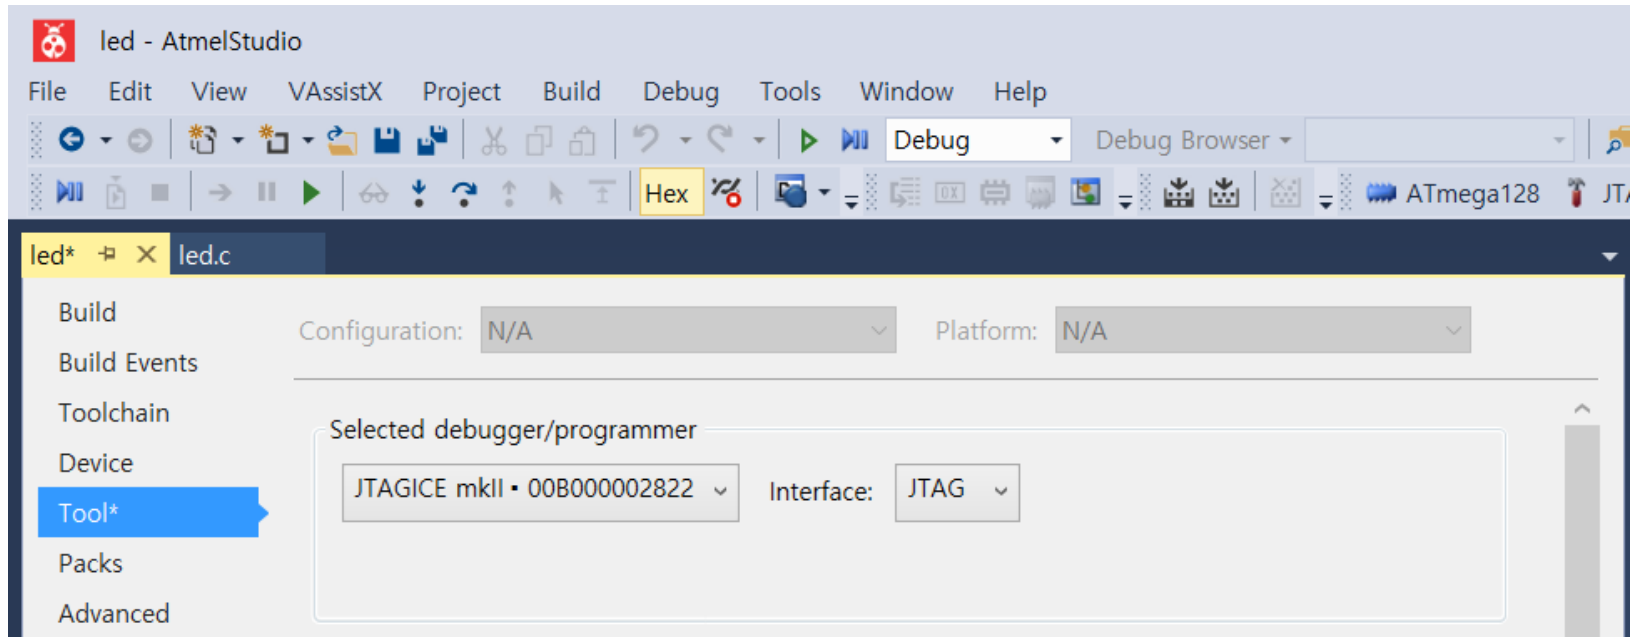 led - AtmelStudio
File Edit View VAssistX Project Build Debug Tools Window Help
Debug Debug Browser
Hex ATmega128 JTA
led* led.c
Build
Configuration: N/A Platform: N/A
Build Events
Toolchain
Selected debugger/programmer
Device
JTAGICE mkII ▪ 00B000002822 Interface: JTAG
Tool*
Packs
Advanced